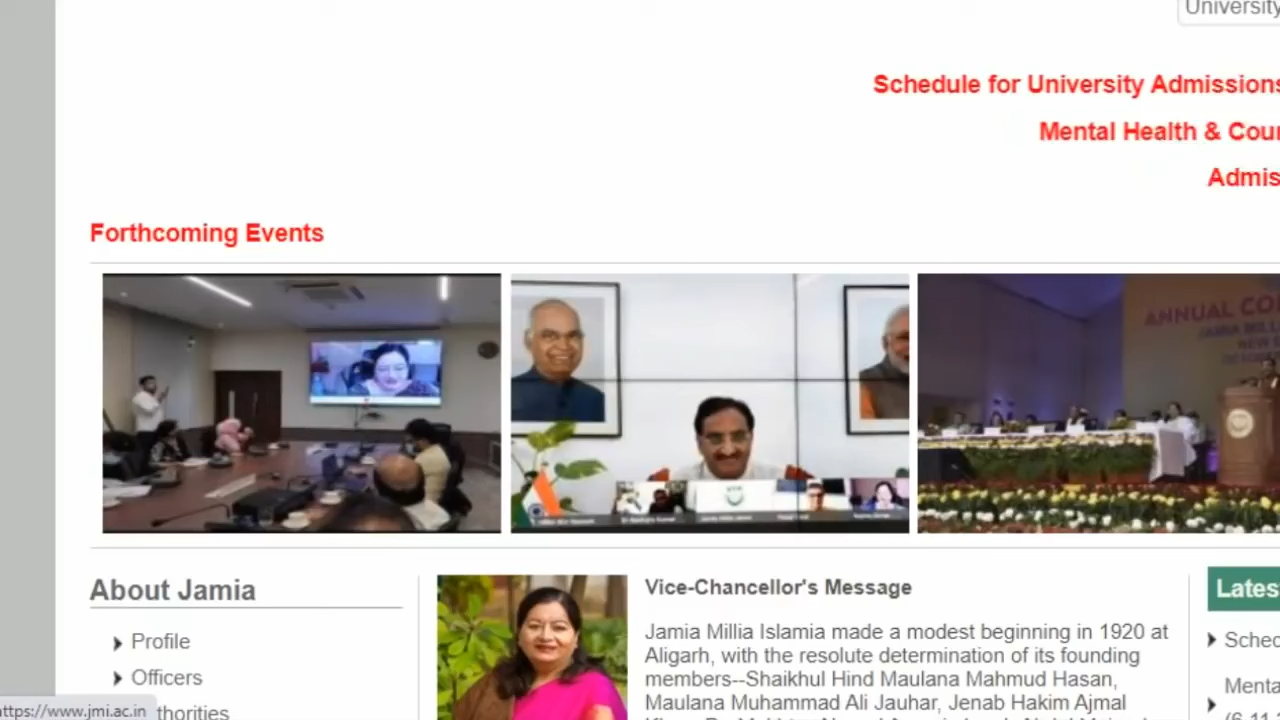 University
Schedule for University Admissions
Mental Health & Cou
Admis
Forthcoming Events
ANNUAL CO
About Jamia
Profile
Officers
thorities
https://www.jmi.ac.in
Vice-Chancellor's Message
Jamia Millia Islamia made a modest beginning in 1920 at
Aligarh, with the resolute determination of its founding
members--Shaikhul Hind Maulana Mahmud Hasan,
Maulana Muhammad Ali Jauhar, Jenab Hakim Ajmal
Lates
Sched
Menta